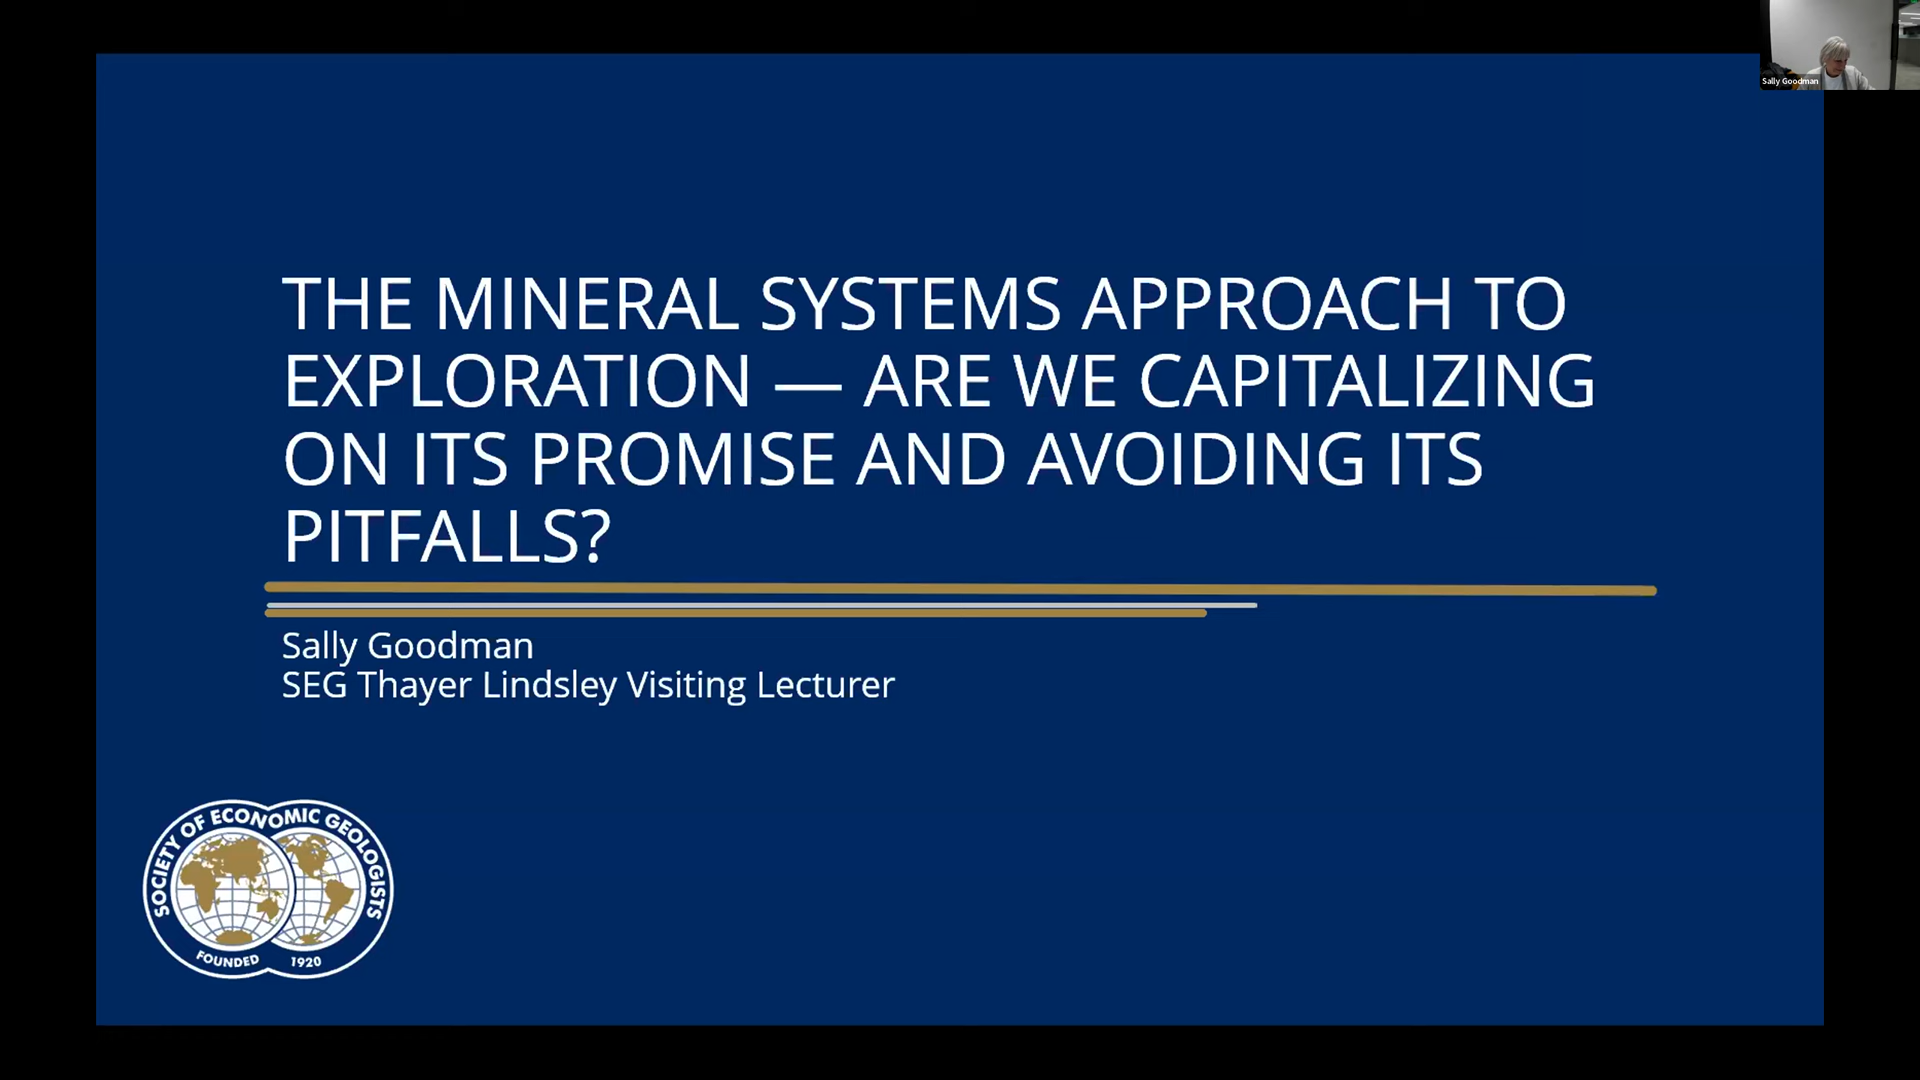 Sally Goodman
THE MINERAL SYSTEMS APPROACH TO
EXPLORATION — ARE WE CAPITALIZING
ON ITS PROMISE AND AVOIDING ITS
PITFALLS?
Sally Goodman
SEG Thayer Lindsley Visiting Lecturer
SOCIETY OF ECONOMIC GEOLOGISTS
FOUNDED 1920